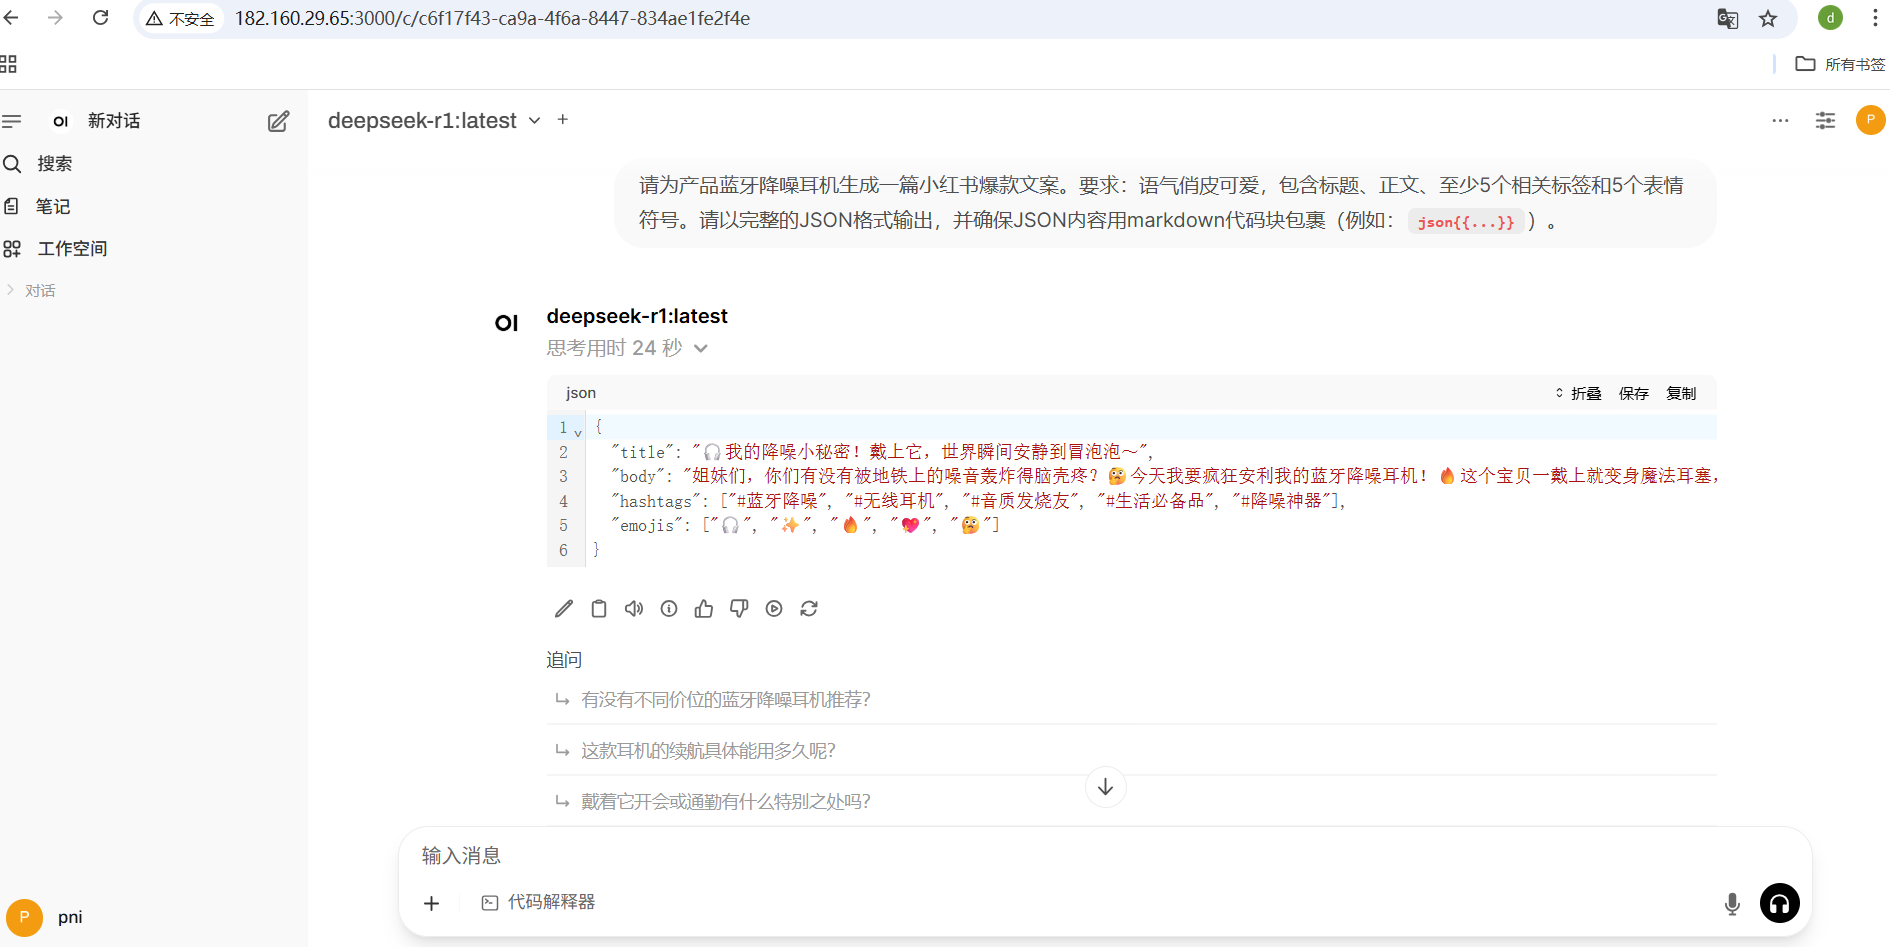 不安全 182.160.29.65:3000/c/c6f17f43-ca9a-4f6a-8447-834ae1fe2f4e
d
所有书签
OI 新对话
搜索
笔记
工作空间
对话
deepseek-r1:latest
P
请为产品蓝牙降噪耳机生成一篇小红书爆款文案。要求：语气俏皮可爱，包含标题、正文、至少5个相关标签和5个表情
符号。请以完整的JSON格式输出，并确保JSON内容用markdown代码块包裹（例如： json{{...}} ）。
OI deepseek-r1:latest
思考用时 24 秒
json 折叠 保存 复制
1 {
2 "title": "🎧我的降噪小秘密！戴上它，世界瞬间安静到冒泡泡～",
3 "body": "姐妹们，你们有没有被地铁上的噪音轰炸得脑壳疼？🤔今天我要疯狂安利我的蓝牙降噪耳机！🔥这个宝贝一戴上就变身魔法耳塞，
4 "hashtags": ["#蓝牙降噪", "#无线耳机", "#音质发烧友", "#生活必备品", "#降噪神器"],
5 "emojis": ["🎧", "✨", "🔥", "💖", "🤔"]
6 }
追问
有没有不同价位的蓝牙降噪耳机推荐?
这款耳机的续航具体能用多久呢?
戴着它开会或通勤有什么特别之处吗?
输入消息
代码解释器
P pni